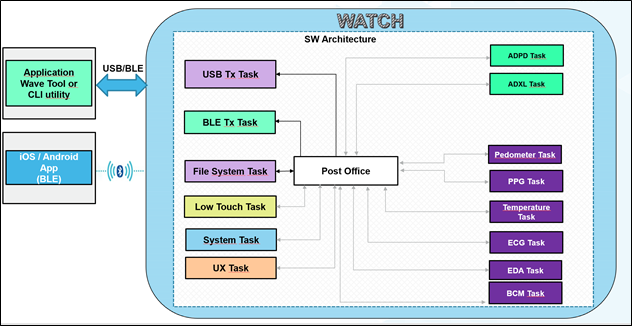 WATCH
SW Architecture
Application
Wave Tool or
CLI utility
USB/BLE
iOS / Android
App
(BLE)
USB Tx Task
BLE Tx Task
File System Task
Low Touch Task
System Task
UX Task
Post Office
ADPD Task
ADXL Task
Pedometer Task
PPG Task
Temperature
Task
ECG Task
EDA Task
BCM Task